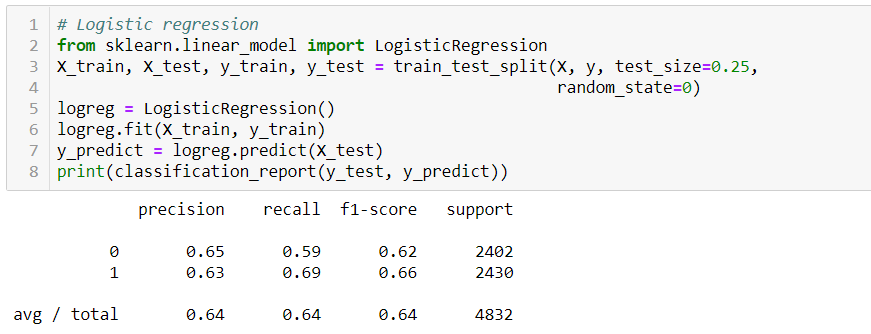 1 # Logistic regression
2 from sklearn.linear_model import LogisticRegression
3 X_train, X_test, y_train, y_test = train_test_split(X, y, test_size=0.25,
4 random_state=0)
5 logreg = LogisticRegression()
6 logreg.fit(X_train, y_train)
7 y_predict = logreg.predict(X_test)
8 print(classification_report(y_test, y_predict))
precision recall f1-score support
0 0.65 0.59 0.62 2402
1 0.63 0.69 0.66 2430
avg / total 0.64 0.64 0.64 4832